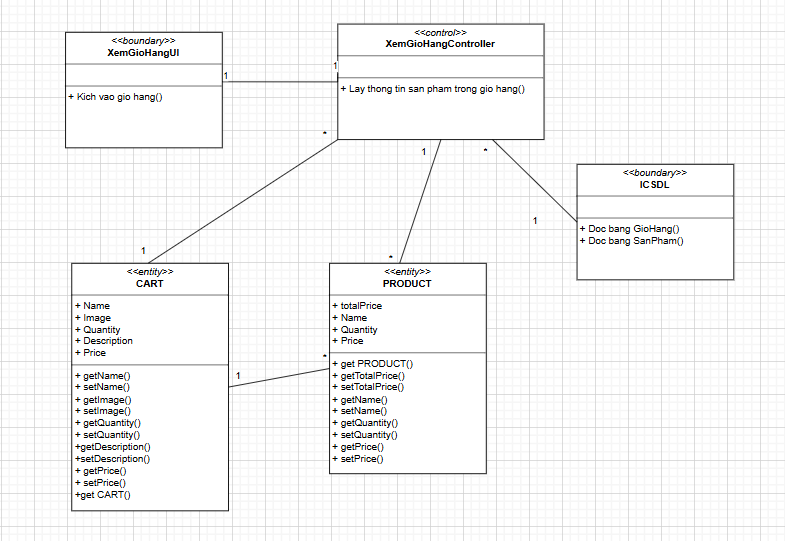 <<boundary>>
XemGioHangUI
+ Kich vao gio hang()
1
1
<<control>>
XemGioHangController
+ Lay thong tin san pham trong gio hang()
*
1
1
*
*
1
<<boundary>>
ICSDL
+ Doc bang GioHang()
+ Doc bang SanPham()
<<entity>>
CART
+ Name
+ Image
+ Quantity
+ Description
+ Price
+ getName()
+ setName()
+ getImage()
+ setImage()
+ getQuantity()
+ setQuantity()
+getDescription()
+setDescription()
+ getPrice()
+ setPrice()
+get CART()
1
*
<<entity>>
PRODUCT
+ totalPrice
+ Name
+ Quantity
+ Price
+ get PRODUCT()
+ getTotalPrice()
+ setTotalPrice()
+ getName()
+ setName()
+ getQuantity()
+ setQuantity()
+ getPrice()
+ setPrice()